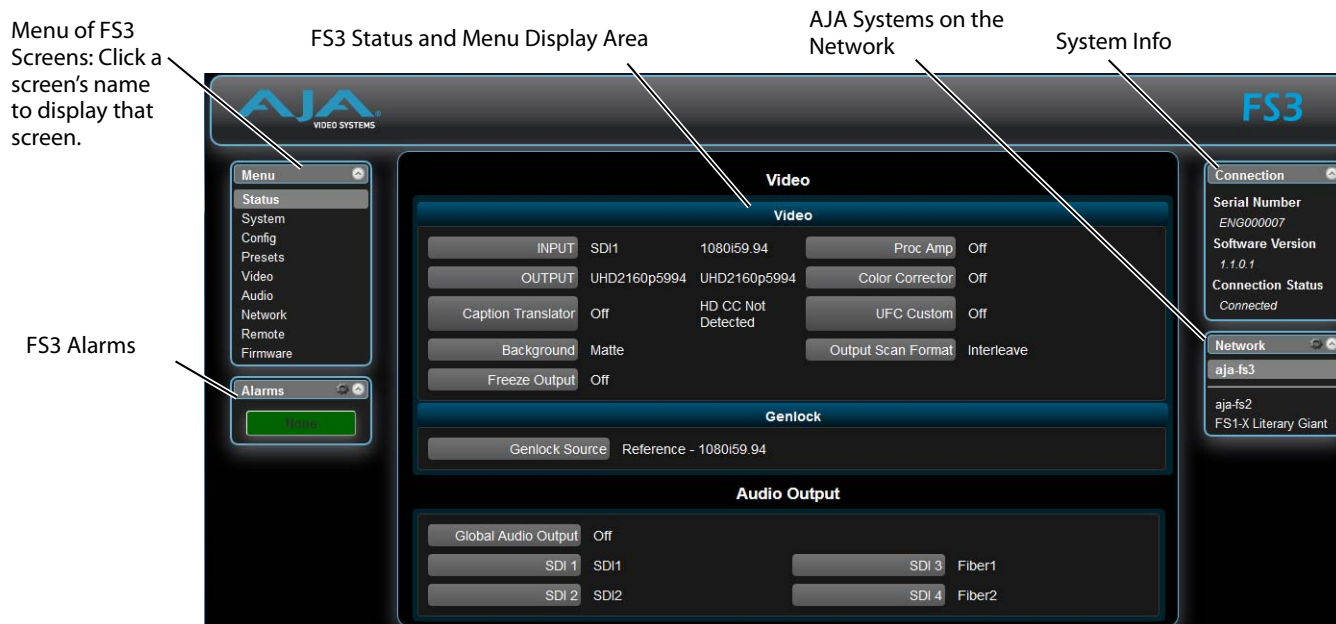 Menu of FS3
Screens: Click a
screen's name
to display that
screen.
FS3 Status and Menu Display Area
AJA Systems on the
Network
System Info
FS3 Alarms
AJA®
VIDEO SYSTEMS
FS3
Menu
Status
System
Config
Presets
Video
Audio
Network
Remote
Firmware
Alarms
None
Video
Video
INPUT SDI1 1080i59.94 Proc Amp Off
OUTPUT UHD2160p5994 UHD2160p5994 Color Corrector Off
Caption Translator Off HD CC Not
Detected UFC Custom Off
Background Matte Output Scan Format Interleave
Freeze Output Off
Genlock
Genlock Source Reference - 1080i59.94
Audio Output
Global Audio Output Off
SDI 1 SDI1 SDI 3 Fiber1
SDI 2 SDI2 SDI 4 Fiber2
Connection
Serial Number
ENG000007
Software Version
1.1.0.1
Connection Status
Connected
Network
aja-fs3
aja-fs2
FS1-X Literary Giant